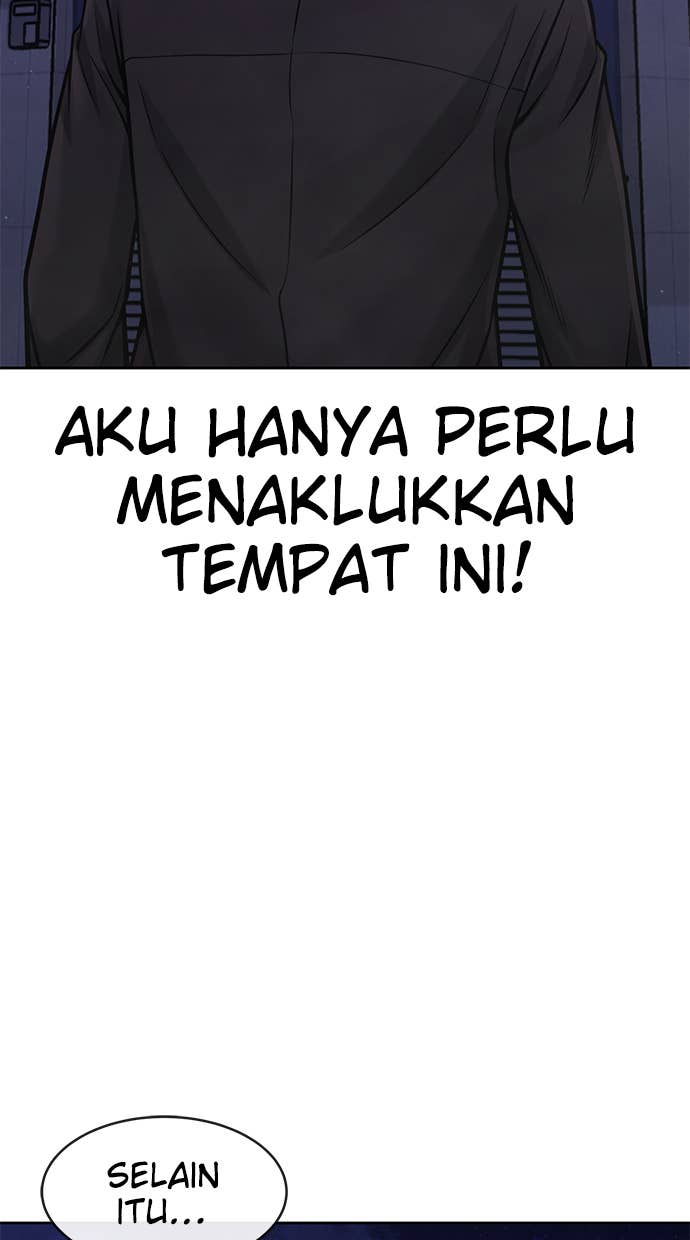 AKU HANYA PERLU
MENAKLUKKAN
TEMPAT INI!
SELAIN
ITU...